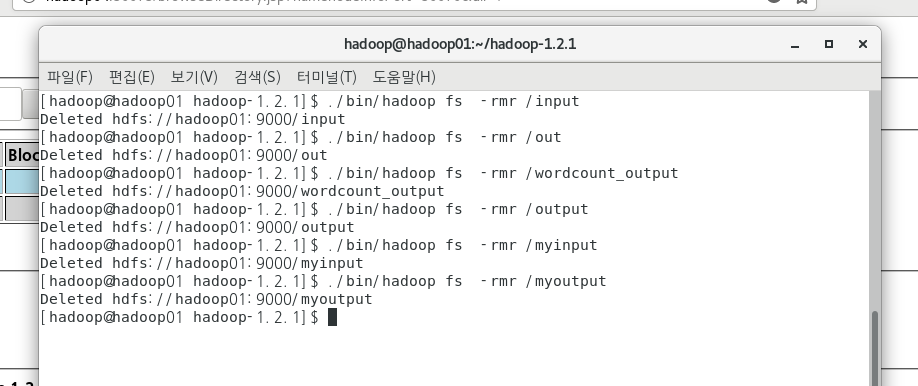 hadoop@hadoop01:~/hadoop-1.2.1
파일(F) 편집(E) 보기(V) 검색(S) 터미널(T) 도움말(H)
[hadoop@hadoop01 hadoop-1.2.1]$ ./bin/hadoop fs -rmr /input
Deleted hdfs://hadoop01:9000/input
[hadoop@hadoop01 hadoop-1.2.1]$ ./bin/hadoop fs -rmr /out
Deleted hdfs://hadoop01:9000/out
[hadoop@hadoop01 hadoop-1.2.1]$ ./bin/hadoop fs -rmr /wordcount_output
Deleted hdfs://hadoop01:9000/wordcount_output
[hadoop@hadoop01 hadoop-1.2.1]$ ./bin/hadoop fs -rmr /output
Deleted hdfs://hadoop01:9000/output
[hadoop@hadoop01 hadoop-1.2.1]$ ./bin/hadoop fs -rmr /myinput
Deleted hdfs://hadoop01:9000/myinput
[hadoop@hadoop01 hadoop-1.2.1]$ ./bin/hadoop fs -rmr /myoutput
Deleted hdfs://hadoop01:9000/myoutput
[hadoop@hadoop01 hadoop-1.2.1]$
Bloc